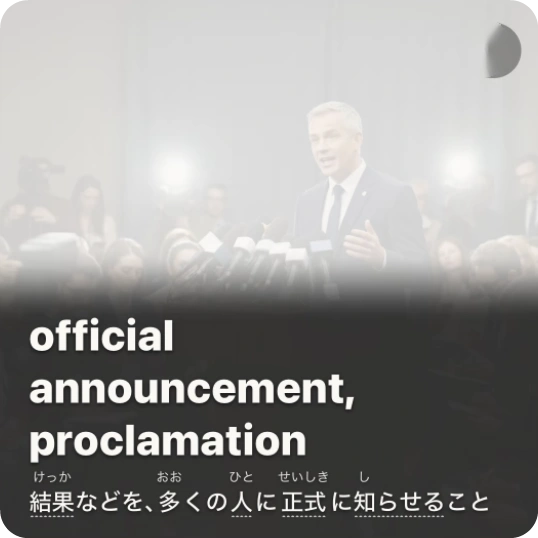 official
announcement,
proclamation
けっか おお ひと せいしき し
結果などを、多くの人に正式に知らせること